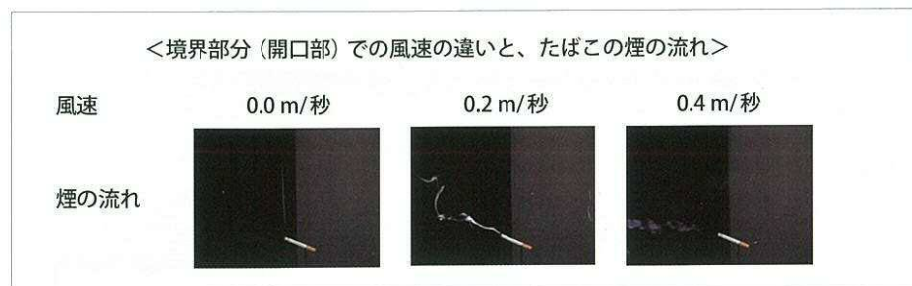 ＜境界部分（開口部）での風速の違いと、たばこの煙の流れ＞
風速 0.0 m/秒 0.2 m/秒 0.4 m/秒
煙の流れ